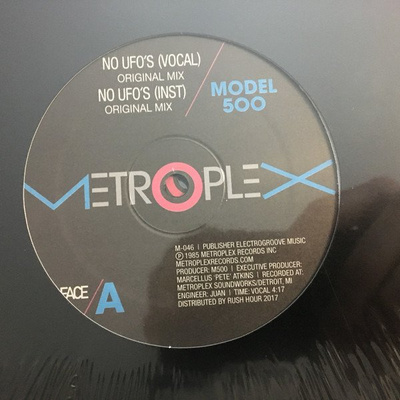 NO UFO'S (VOCAL)
ORIGINAL MIX
NO UFO'S (INST)
ORIGINAL MIX
MODEL
500
METROPLEX
M-046 | PUBLISHER ELECTROGROOVE MUSIC
Ⓟ 1985 METROPLEX RECORDS INC
METROPLEXRECORDS.COM
PRODUCER: M500 | EXECUTIVE PRODUCER:
MARCELLUS 'PETE' ATKINS | RECORDED AT:
METROPLEX SOUNDWORKS/DETROIT, MI
ENGINEER: JUAN | TIME: VOCAL 4:17
DISTRIBUTED BY RUSH HOUR 2017
FACE/A